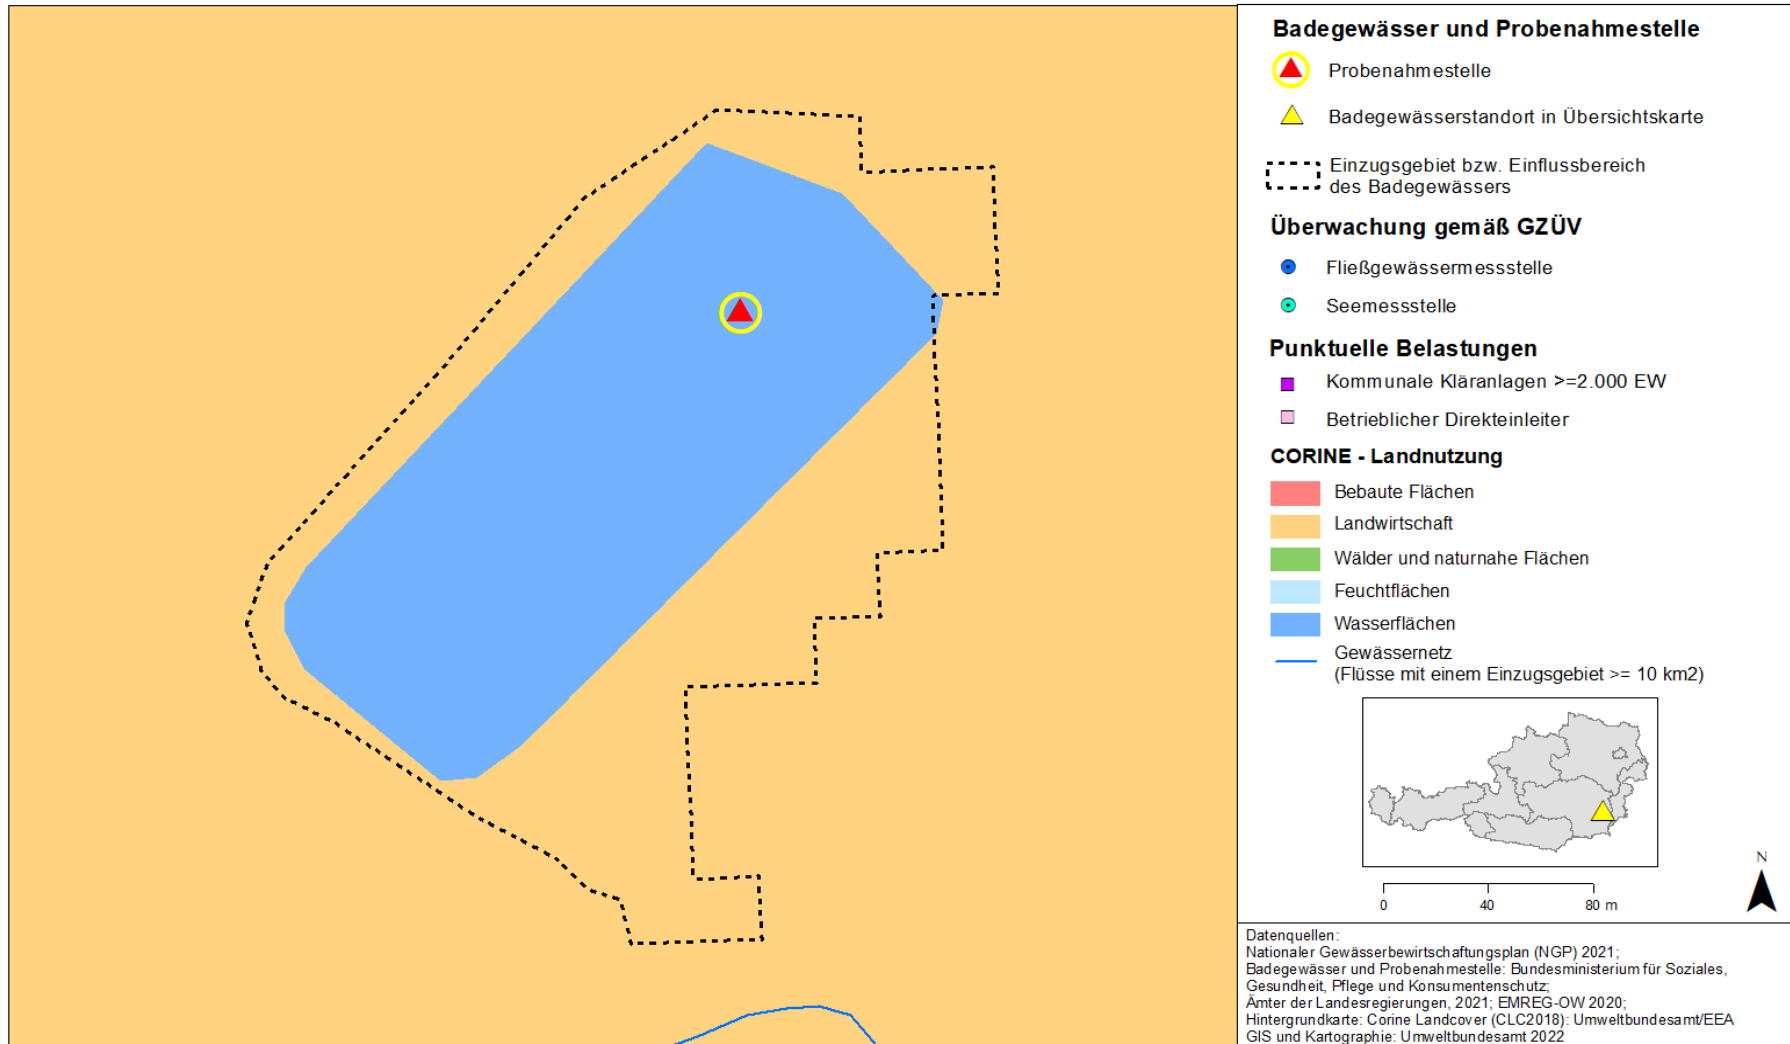 Badegewässer und Probenahmestelle
Probenahmestelle
Badegewässerstandort in Übersichtskarte
Einzugsgebiet bzw. Einflussbereich
des Badegewässers
Überwachung gemäß GZÜV
Fließgewässermessstelle
Seemessstelle
Punktuelle Belastungen
Kommunale Kläranlagen >=2.000 EW
Betrieblicher Direkteinleiter
CORINE - Landnutzung
Bebaute Flächen
Landwirtschaft
Wälder und naturnahe Flächen
Feuchtflächen
Wasserflächen
Gewässernetz
(Flüsse mit einem Einzugsgebiet >= 10 km2)
N
0 40 80 m
Datenquellen:
Nationaler Gewässerbewirtschaftungsplan (NGP) 2021;
Badegewässer und Probenahmestelle: Bundesministerium für Soziales,
Gesundheit, Pflege und Konsumentenschutz;
Ämter der Landesregierungen, 2021; EMREG-OW 2020;
Hintergrundkarte: Corine Landcover (CLC2018): Umweltbundesamt/EEA
GIS und Kartographie: Umweltbundesamt 2022